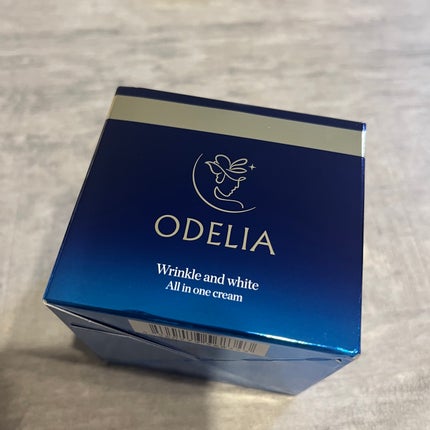 ODELIA
Wrinkle and white
All in one cream